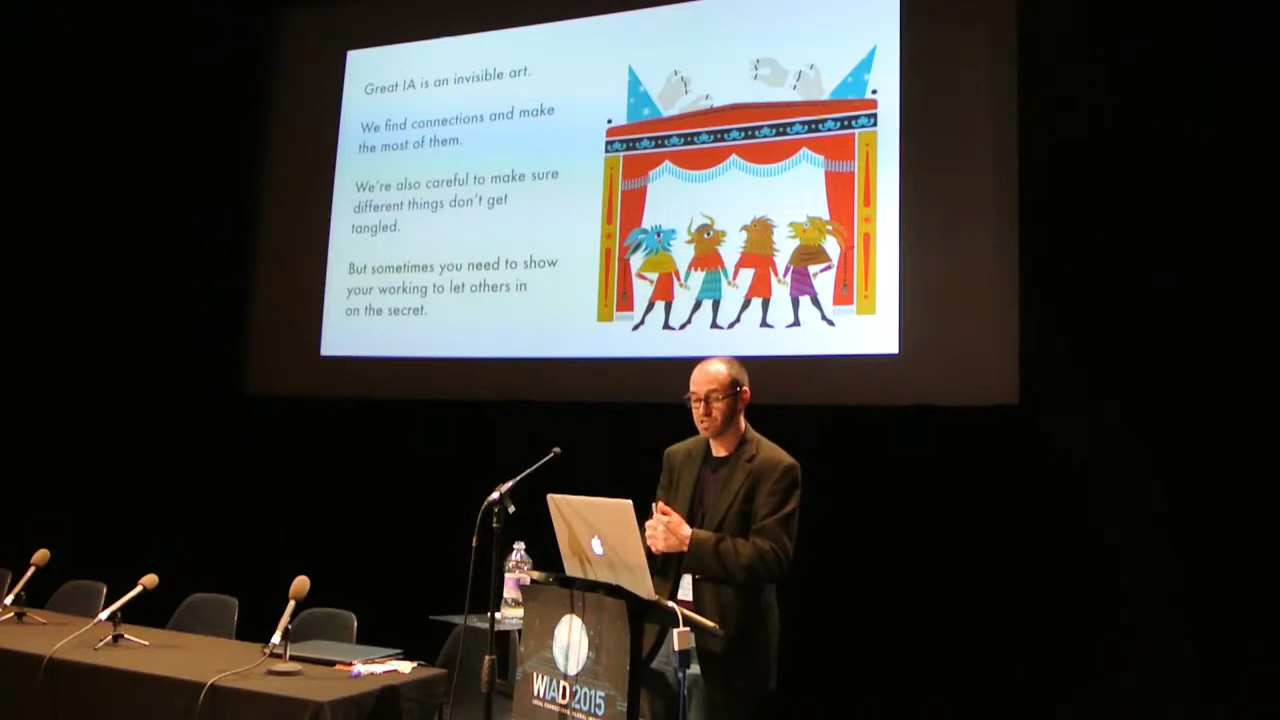 Great IA is an invisible art.
We find connections and make
the most of them.
We're also careful to make sure
different things don't get
tangled.
But sometimes you need to show
your working to let others in
on the secret.
WIAD 2015